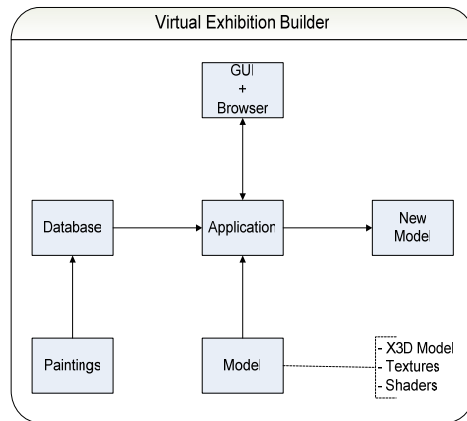 Virtual Exhibition Builder
GUI
+
Browser
Database
Application
New
Model
Paintings
Model
- X3D Model
- Textures
- Shaders